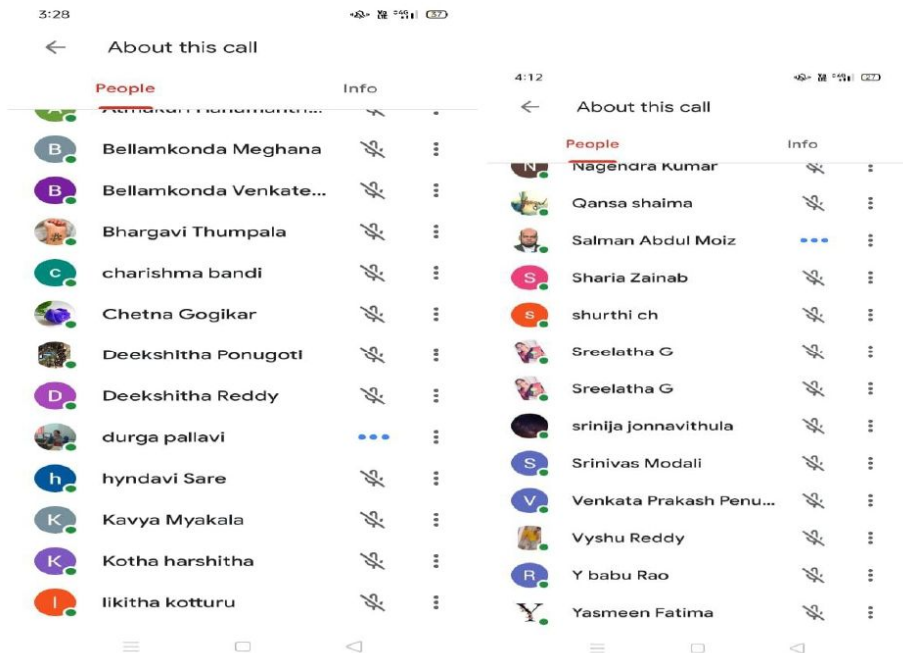 3:28
37
About this call
People
Info
B
Bellamkonda Meghana
B
Bellamkonda Venkate...
Bhargavi Thumpala
c
charishma bandi
Chetna Gogikar
Deekshitha Ponugoti
D
Deekshitha Reddy
durga pallavi
h
hyndavi Sare
K
Kavya Myakala
K
Kotha harshitha
l
likitha kotturu
4:12
27
About this call
People
Info
N
Nagendra Kumar
Qansa shaima
Salman Abdul Moiz
S
Sharia Zainab
s
shurthi ch
Sreelatha G
Sreelatha G
srinija jonnavithula
S
Srinivas Modali
V
Venkata Prakash Penu...
Vyshu Reddy
R
Y babu Rao
Y
Yasmeen Fatima